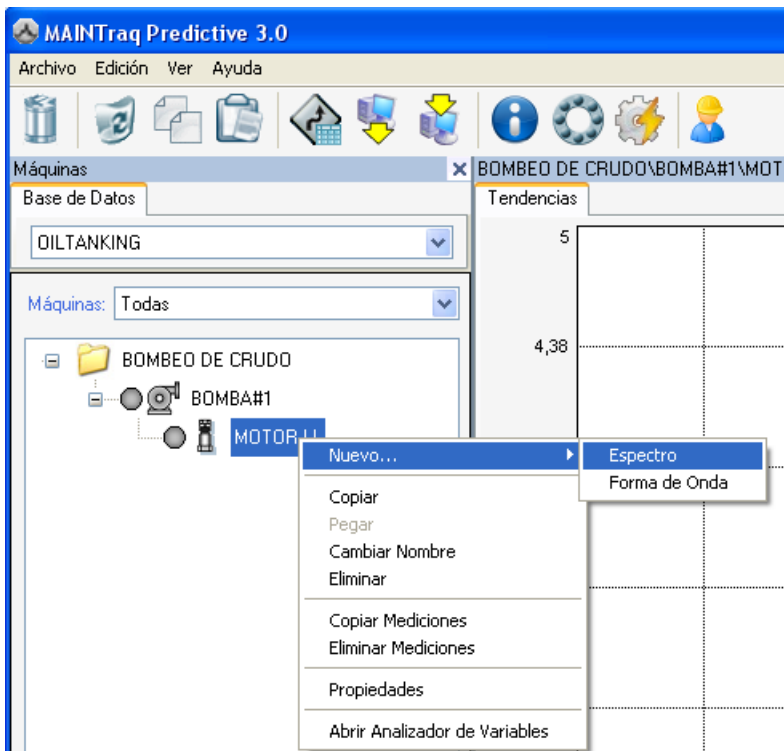 MAINTraq Predictive 3.0
Archivo Edición Ver Ayuda
Máquinas
BOMBEO DE CRUDO\BOMBA#1\MOT
Base de Datos
Tendencias
OILTANKING
5
Máquinas: Todas
4,38
BOMBEO DE CRUDO
BOMBA#1
MOTOR
Nuevo...
Espectro
Forma de Onda
Copiar
Pegar
Cambiar Nombre
Eliminar
Copiar Mediciones
Eliminar Mediciones
Propiedades
Abrir Analizador de Variables